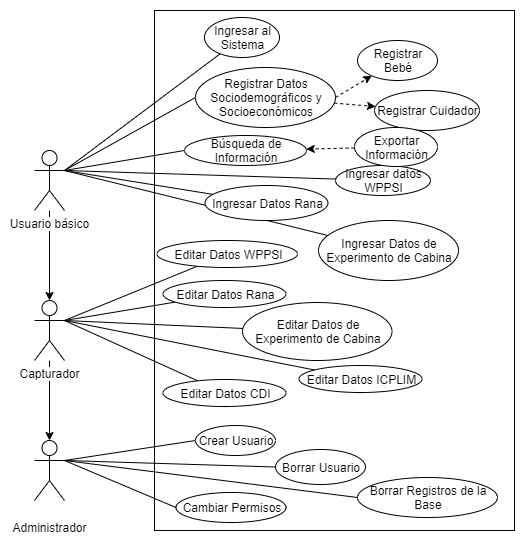 Ingresar al
Sistema
Registrar
Bebé
Registrar Datos
Sociodemográficos y
Socioeconómicos
Registrar Cuidador
Búsqueda de
Información
Exportar
Información
Ingresar datos
WPPSI
Ingresar Datos Rana
Usuario básico
Ingresar Datos de
Experimento de Cabina
Editar Datos WPPSI
Editar Datos Rana
Editar Datos de
Experimento de Cabina
Capturador
Editar Datos ICPLIM
Editar Datos CDI
Crear Usuario
Borrar Usuario
Borrar Registros de la
Base
Cambiar Permisos
Administrador